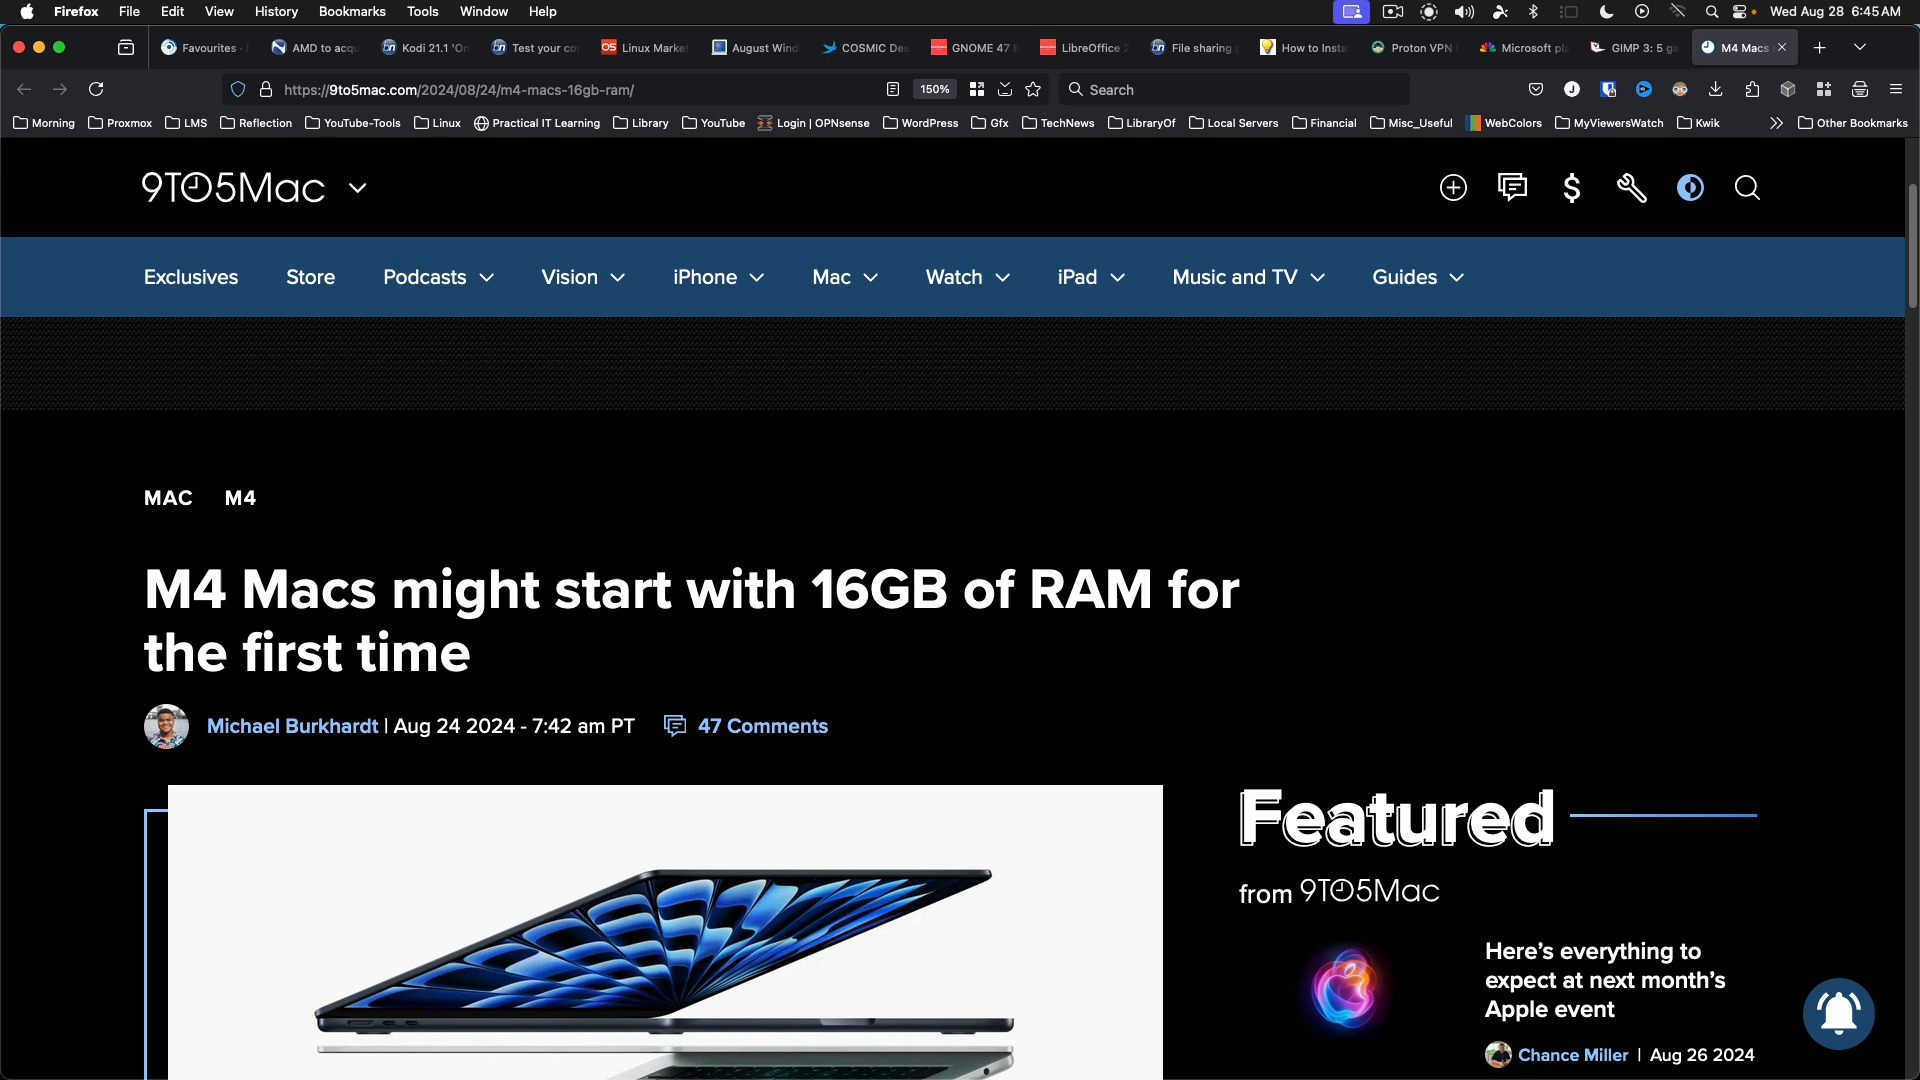 Firefox File Edit View History Bookmarks Tools Window Help Wed Aug 28 6:45 AM
Favourites · AMD to acqu Kodi 21.1 'Om Test your co Linux Market August Wind COSMIC Des GNOME 47 B LibreOffice 2 File sharing How to Insta Proton VPN Microsoft pla GIMP 3: 5 ga M4 Macs
https://9to5mac.com/2024/08/24/m4-macs-16gb-ram/ 150% Search
Morning Proxmox LMS Reflection YouTube-Tools Linux Practical IT Learning Library YouTube Login | OPNsense WordPress Gfx TechNews LibraryOf Local Servers Financial Misc_Useful WebColors MyViewersWatch Kwik Other Bookmarks
9TO5Mac
Exclusives Store Podcasts Vision iPhone Mac Watch iPad Music and TV Guides
MAC M4
M4 Macs might start with 16GB of RAM for
the first time
Michael Burkhardt | Aug 24 2024 - 7:42 am PT 47 Comments
Featured
from 9TO5Mac
Here's everything to
expect at next month's
Apple event
Chance Miller | Aug 26 2024